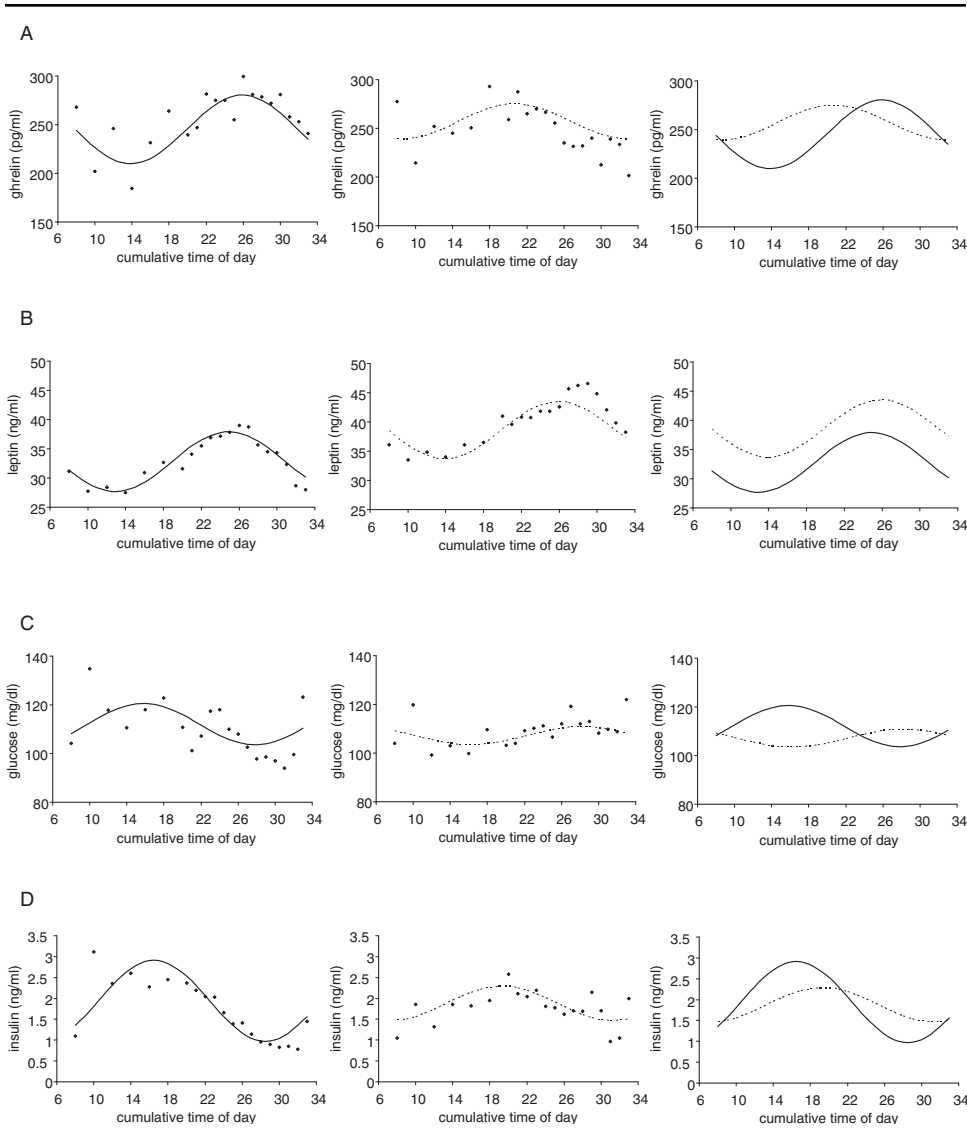 A
300
250
200
150
ghrelin (pg/ml)
6 10 14 18 22 26 30 34
cumulative time of day
300
250
200
150
ghrelin (pg/ml)
6 10 14 18 22 26 30 34
cumulative time of day
300
250
200
150
ghrelin (pg/ml)
6 10 14 18 22 26 30 34
cumulative time of day
B
50
45
40
35
30
25
leptin (ng/ml)
6 10 14 18 22 26 30 34
cumulative time of day
50
45
40
35
30
25
leptin (ng/ml)
6 10 14 18 22 26 30 34
cumulative time of day
50
45
40
35
30
25
leptin (ng/ml)
6 10 14 18 22 26 30 34
cumulative time of day
C
140
120
100
80
glucose (mg/dl)
6 10 14 18 22 26 30 34
cumulative time of day
140
120
100
80
glucose (mg/dl)
6 10 14 18 22 26 30 34
cumulative time of day
140
120
100
80
glucose (mg/dl)
6 10 14 18 22 26 30 34
cumulative time of day
D
3.5
3
2.5
2
1.5
1
0.5
0
insulin (ng/ml)
6 10 14 18 22 26 30 34
cumulative time of day
3.5
3
2.5
2
1.5
1
0.5
0
insulin (ng/ml)
6 10 14 18 22 26 30 34
cumulative time of day
3.5
3
2.5
2
1.5
1
0.5
0
insulin (ng/ml)
6 10 14 18 22 26 30 34
cumulative time of day